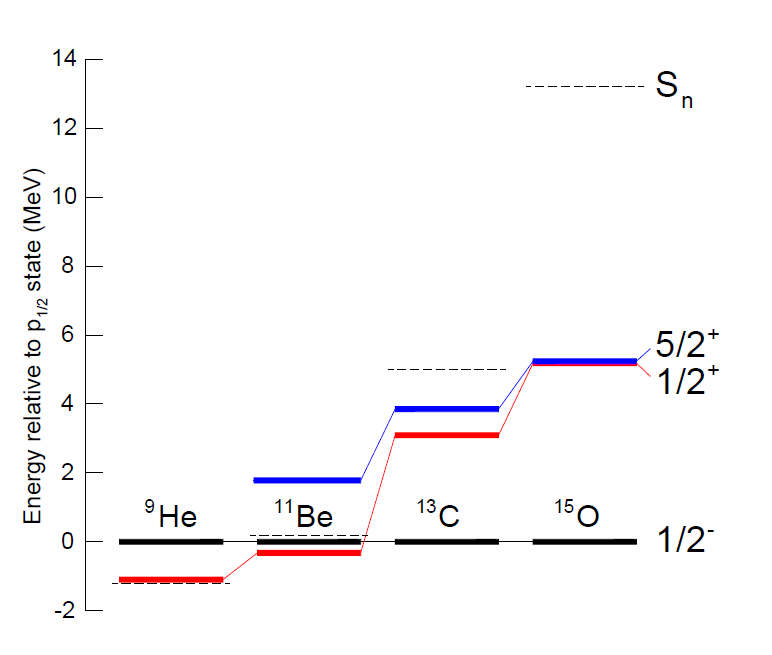 Energy relative to p1/2 state (MeV)
14
12
10
8
6
4
2
0
-2
Sn
5/2+
1/2+
1/2-
9He
11Be
13C
15O